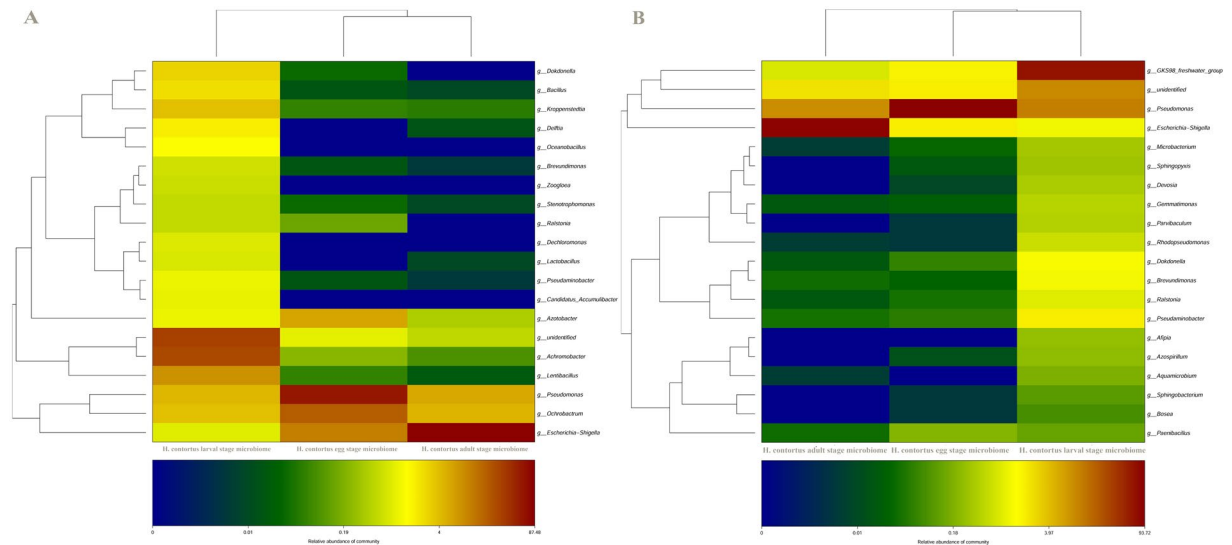 A
g__Dokdonella
g__Bacillus
g__Kroppenstedtia
g__Delftia
g__Oceanobacillus
g__Brevundimonas
g__Zoogloea
g__Stenotrophomonas
g__Ralstonia
g__Dechloromonas
g__Lactobacillus
g__Pseudaminobacter
g__Candidatus_Accumulibacter
g__Azotobacter
g__unidentified
g__Achromobacter
g__Lentibacillus
g__Pseudomonas
g__Ochrobactrum
g__Escherichia-Shigella
H. contortus larval stage microbiome
H. contortus egg stage microbiome
H. contortus adult stage microbiome
0
0.01
0.19
4
87.46
Relative abundance of community
B
g__GKS98_freshwater_group
g__unidentified
g__Pseudomonas
g__Escherichia-Shigella
g__Microbacterium
g__Sphingopyxis
g__Devosia
g__Gemmatimonas
g__Parvibaculum
g__Rhodopseudomonas
g__Dokdonella
g__Brevundimonas
g__Ralstonia
g__Pseudaminobacter
g__Afipia
g__Azospirillum
g__Aquamicrobium
g__Sphingobacterium
g__Bosea
g__Paenibacillus
H. contortus adult stage microbiome
H. contortus egg stage microbiome
H. contortus larval stage microbiome
0
0.01
0.18
3.97
93.72
Relative abundance of community